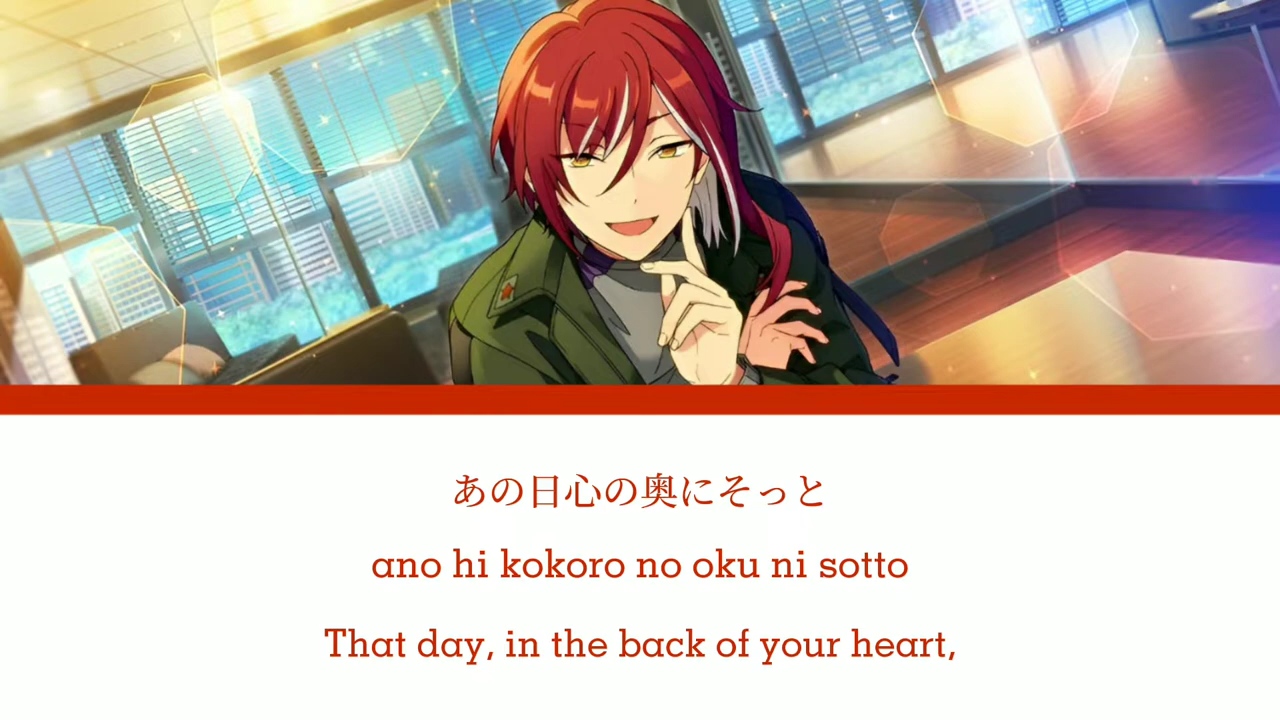 あの日心の奥にそっと
ano hi kokoro no oku ni sotto
That day, in the back of your heart,